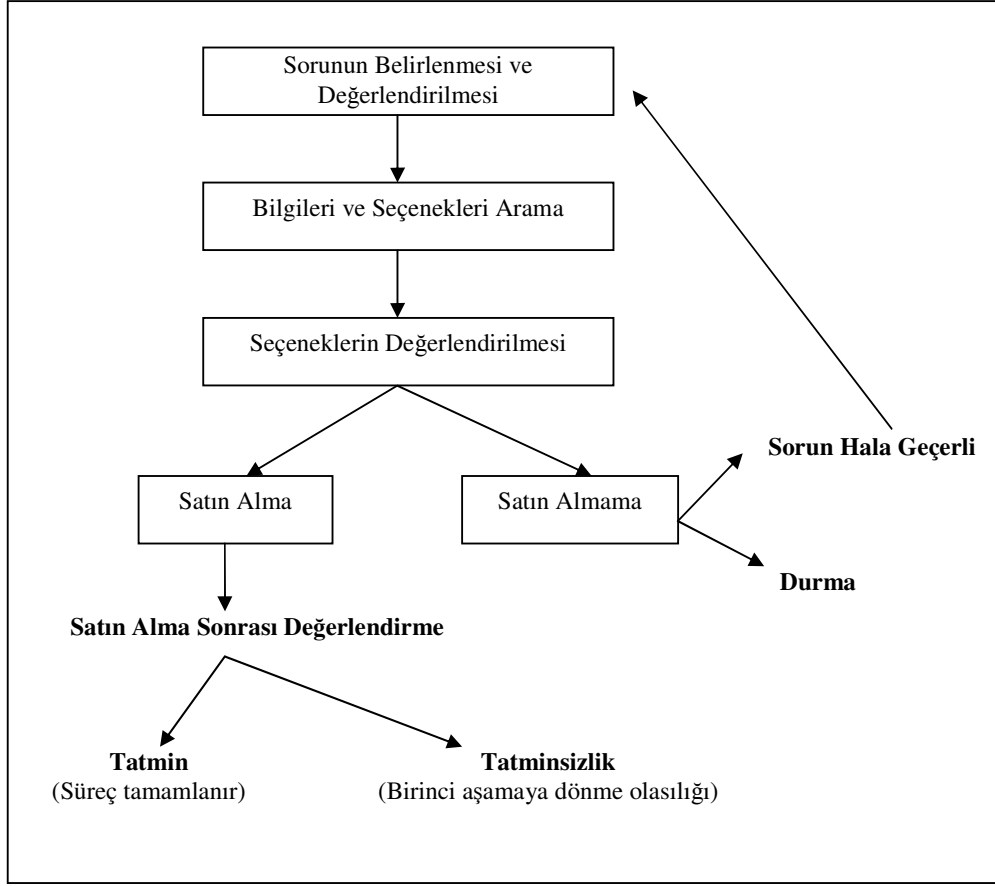 Sorunun Belirlenmesi ve
Değerlendirilmesi
Bilgileri ve Seçenekleri Arama
Seçeneklerin Değerlendirilmesi
Sorun Hala Geçerli
Satın Alma
Satın Almama
Durma
Satın Alma Sonrası Değerlendirme
Tatmin
(Süreç tamamlanır)
Tatminsizlik
(Birinci aşamaya dönme olasılığı)